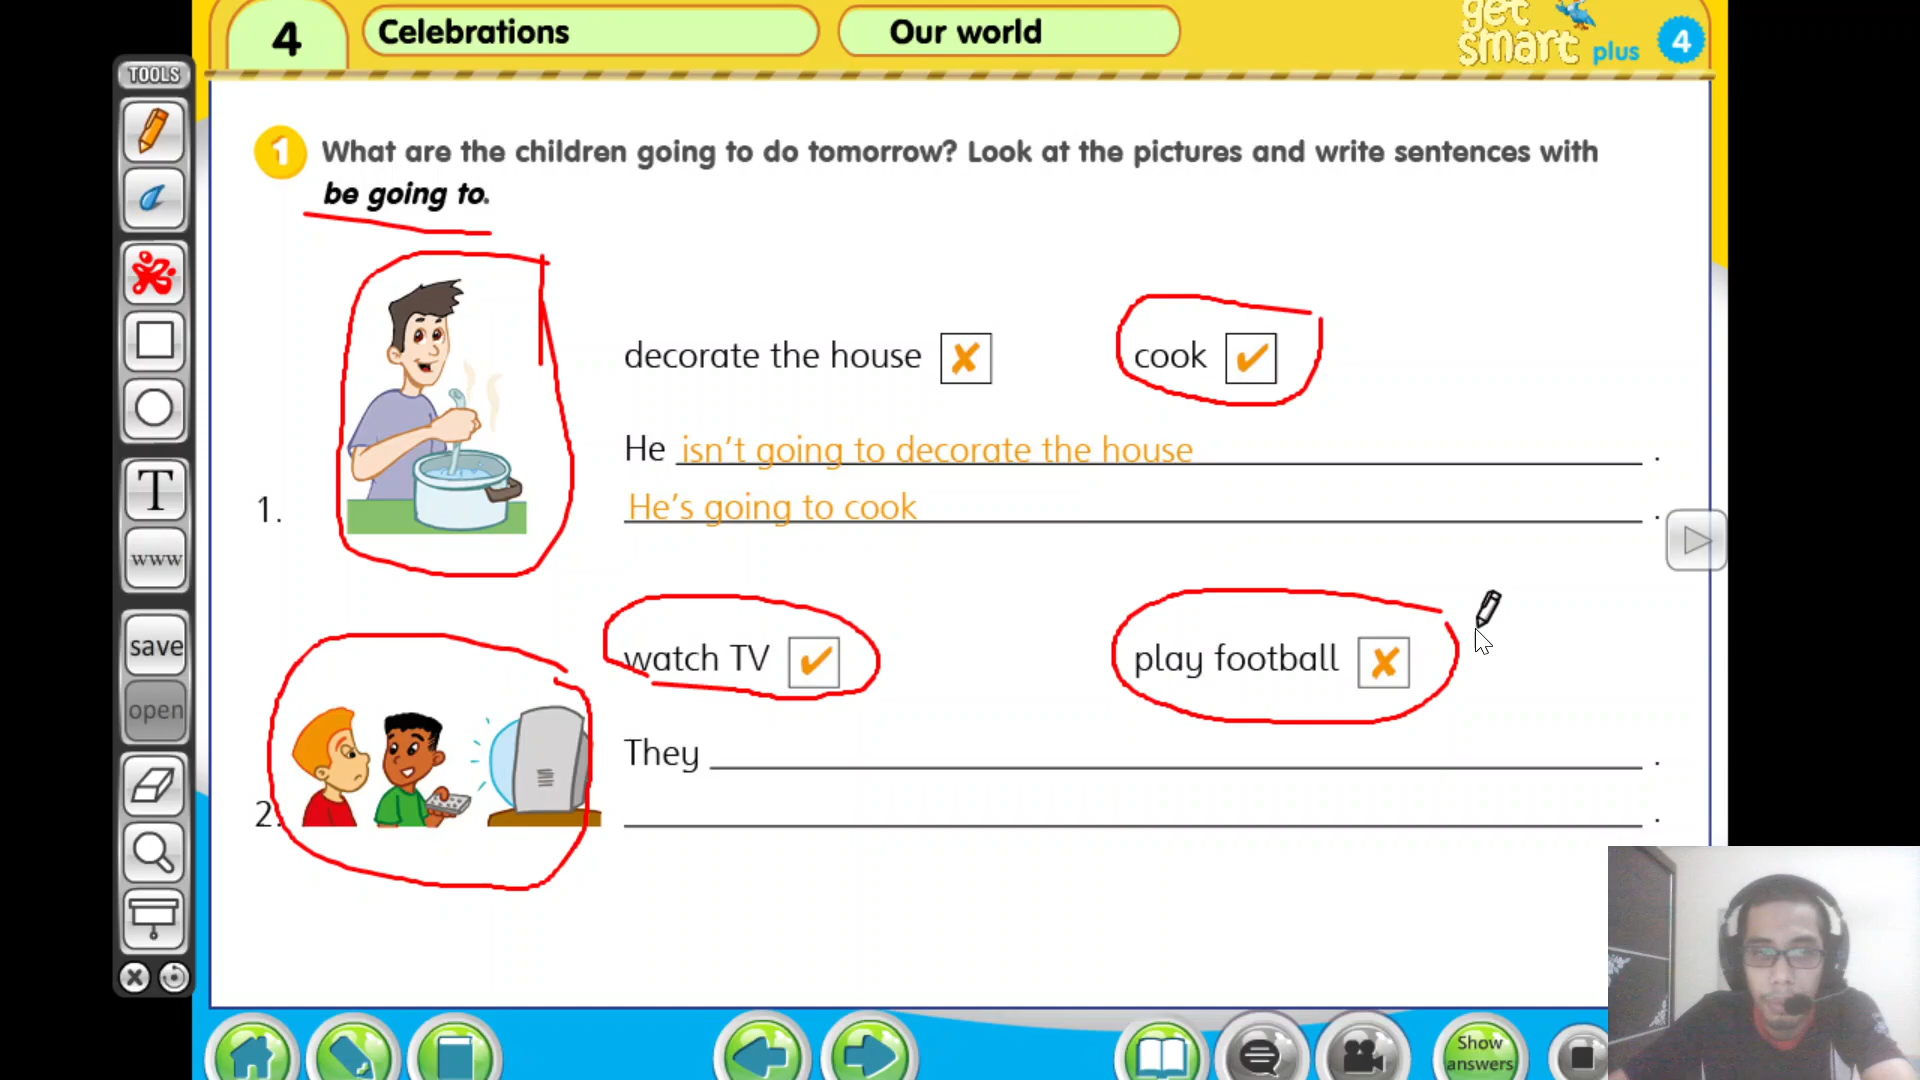 4 Celebrations Our world get smart plus 4
TOOLS
1 What are the children going to do tomorrow? Look at the pictures and write sentences with
be going to.
decorate the house ✘ cook ✔
He isn't going to decorate the house .
1. He's going to cook .
T
www
save
open
watch TV ✔ play football ✘
They .
2. .
Show
answers